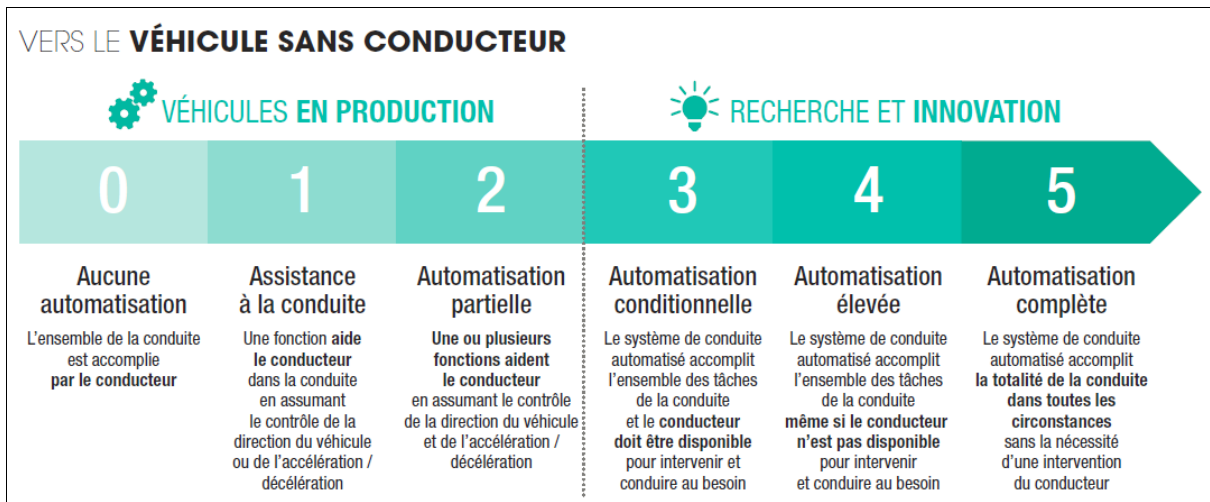 VERS LE VÉHICULE SANS CONDUCTEUR
VÉHICULES EN PRODUCTION
RECHERCHE ET INNOVATION
0
1
2
3
4
5
Aucune
automatisation
L'ensemble de la conduite
est accomplie
par le conducteur
Assistance
à la conduite
Une fonction aide
le conducteur
dans la conduite
en assumant
le contrôle de la
direction du véhicule
ou de l'accélération /
décélération
Automatisation
partielle
Une ou plusieurs
fonctions aident
le conducteur
en assumant le contrôle
de la direction du véhicule
et de l'accélération /
décélération
Automatisation
conditionnelle
Le système de conduite
automatisé accomplit
l'ensemble des tâches
de la conduite
et le conducteur
doit être disponible
pour intervenir et
conduire au besoin
Automatisation
élevée
Le système de conduite
automatisé accomplit
l'ensemble des tâches
de la conduite
même si le conducteur
n'est pas disponible
pour intervenir
et conduire au besoin
Automatisation
complète
Le système de conduite
automatisé accomplit
la totalité de la conduite
dans toutes les
circonstances
sans la nécessité
d'une intervention
du conducteur